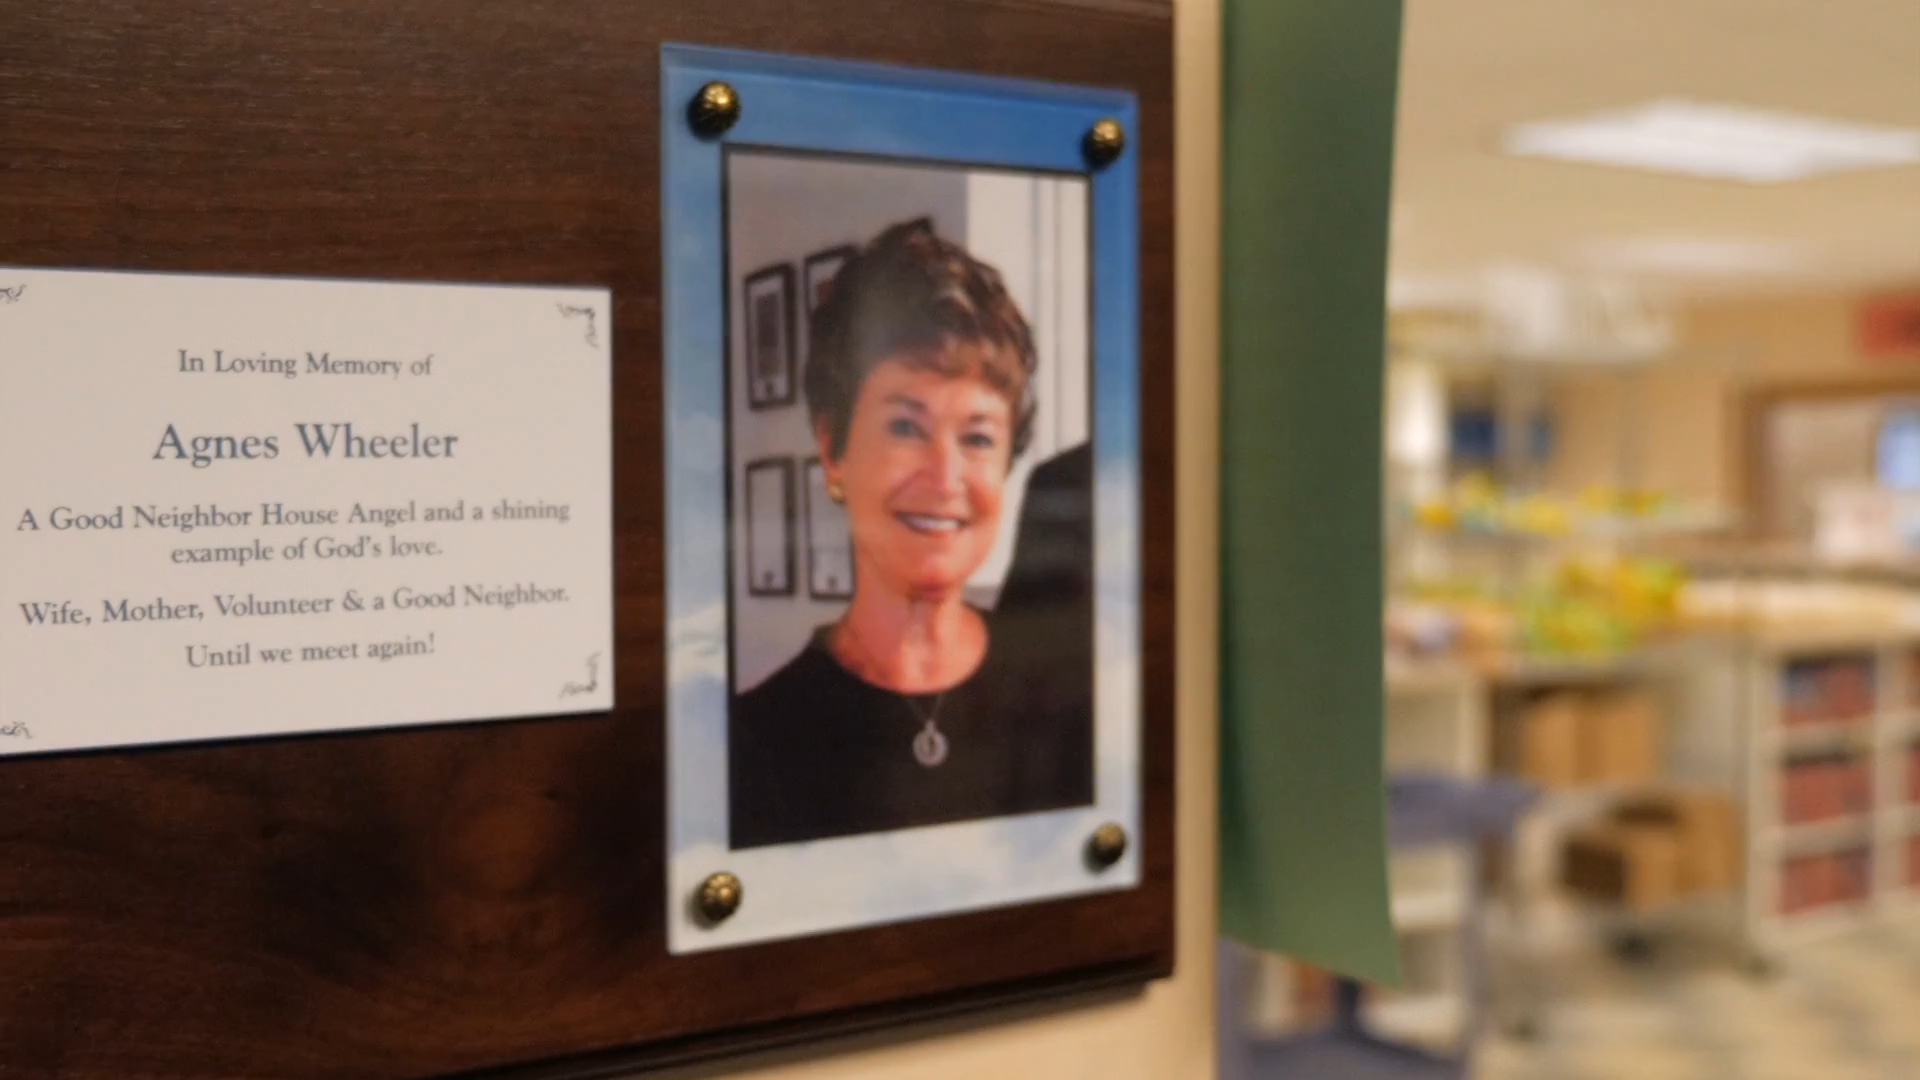 In Loving Memory of
Agnes Wheeler
A Good Neighbor House Angel and a shining
example of God's love.
Wife, Mother, Volunteer & a Good Neighbor.
Until we meet again!